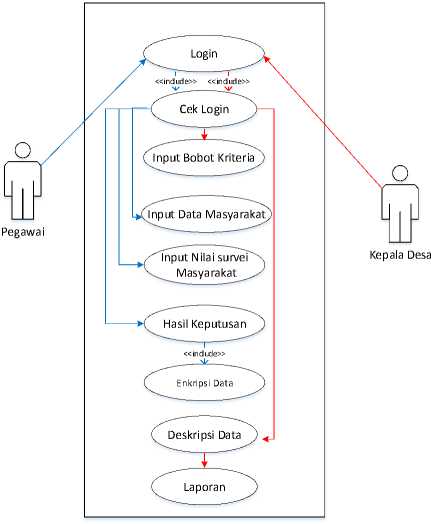 Login
<<include>>
<<include>>
Cek Login
Input Bobot Kriteria
Input Data Masyarakat
Input Nilai survei
Masyarakat
Hasil Keputusan
<<include>>
Enkripsi Data
Deskripsi Data
Laporan
Pegawai
Kepala Desa